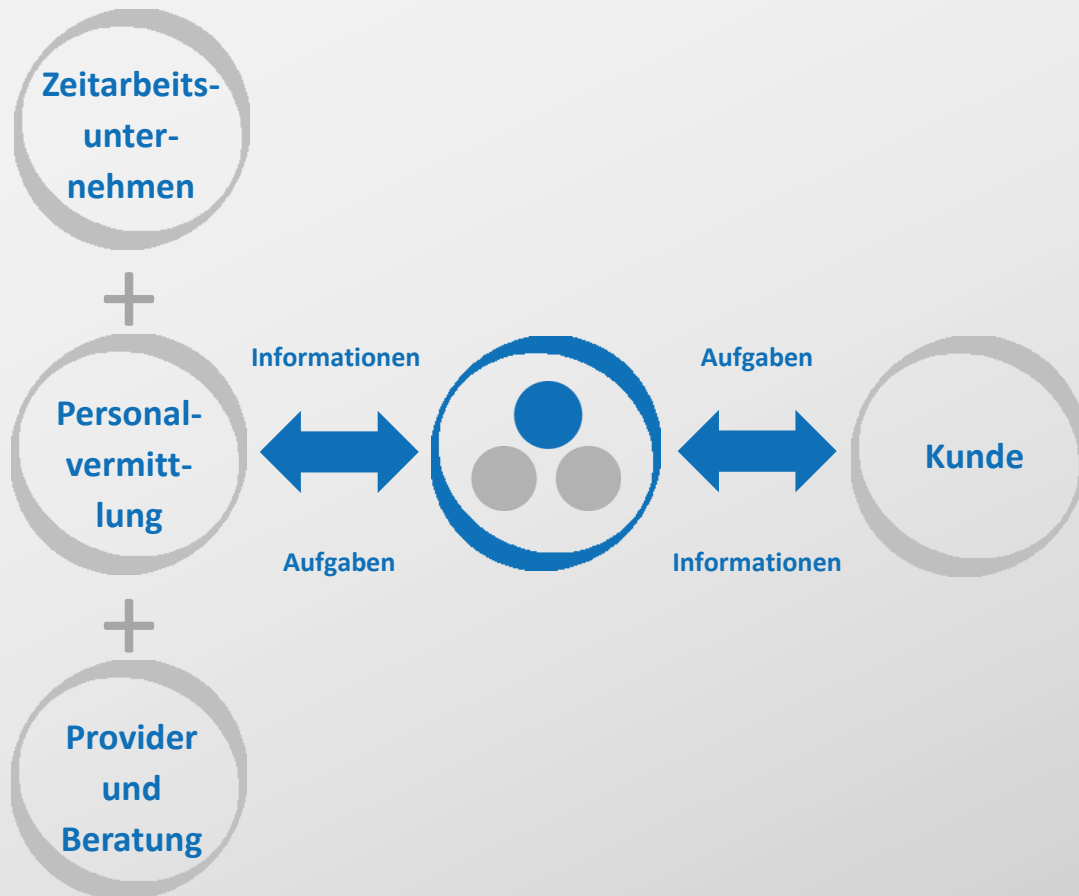 Zeitarbeits-
unter-
nehmen
+
Personal-
vermitt-
lung
+
Provider
und
Beratung
Informationen
Aufgaben
Aufgaben
Informationen
Kunde